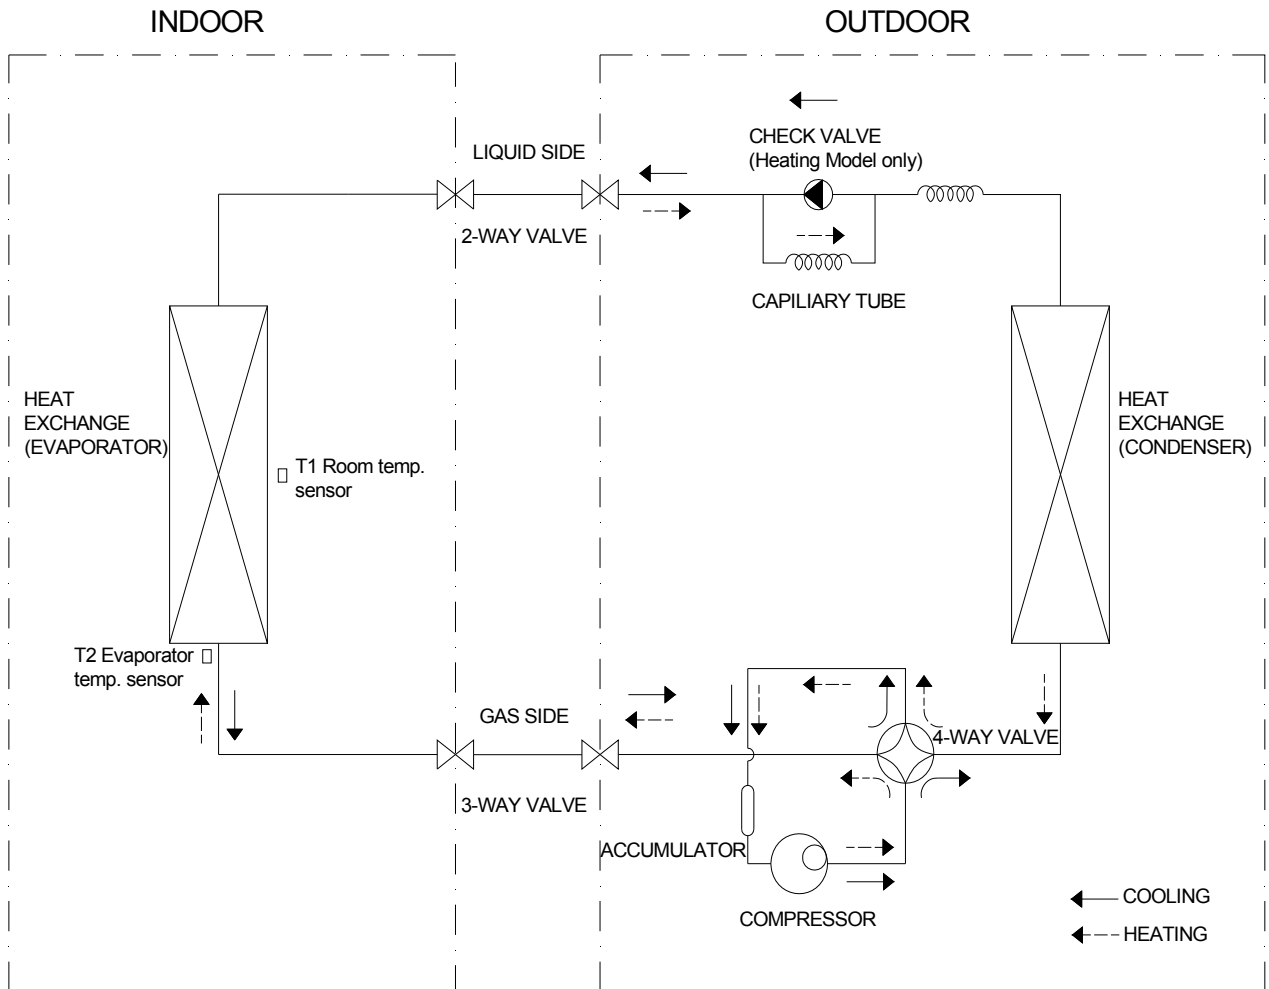 INDOOR
OUTDOOR
CHECK VALVE
(Heating Model only)
LIQUID SIDE
2-WAY VALVE
CAPILIARY TUBE
HEAT
EXCHANGE
(EVAPORATOR)
T1 Room temp.
sensor
HEAT
EXCHANGE
(CONDENSER)
T2 Evaporator
temp. sensor
GAS SIDE
4-WAY VALVE
3-WAY VALVE
ACCUMULATOR
COMPRESSOR
COOLING
HEATING